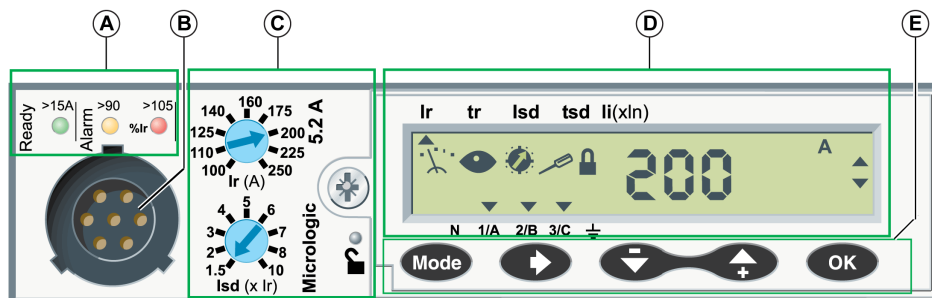 A B C D E
Ready >15A Alarm >90 %Ir >105
100 110 125 140 160 175 200 225 250
Ir (A)
1.5 2 3 4 5 6 7 8 10
Isd (x Ir)
5.2 A
Micrologic
Ir tr Isd tsd Ii(xIn)
200 A
N 1/A 2/B 3/C
Mode OK